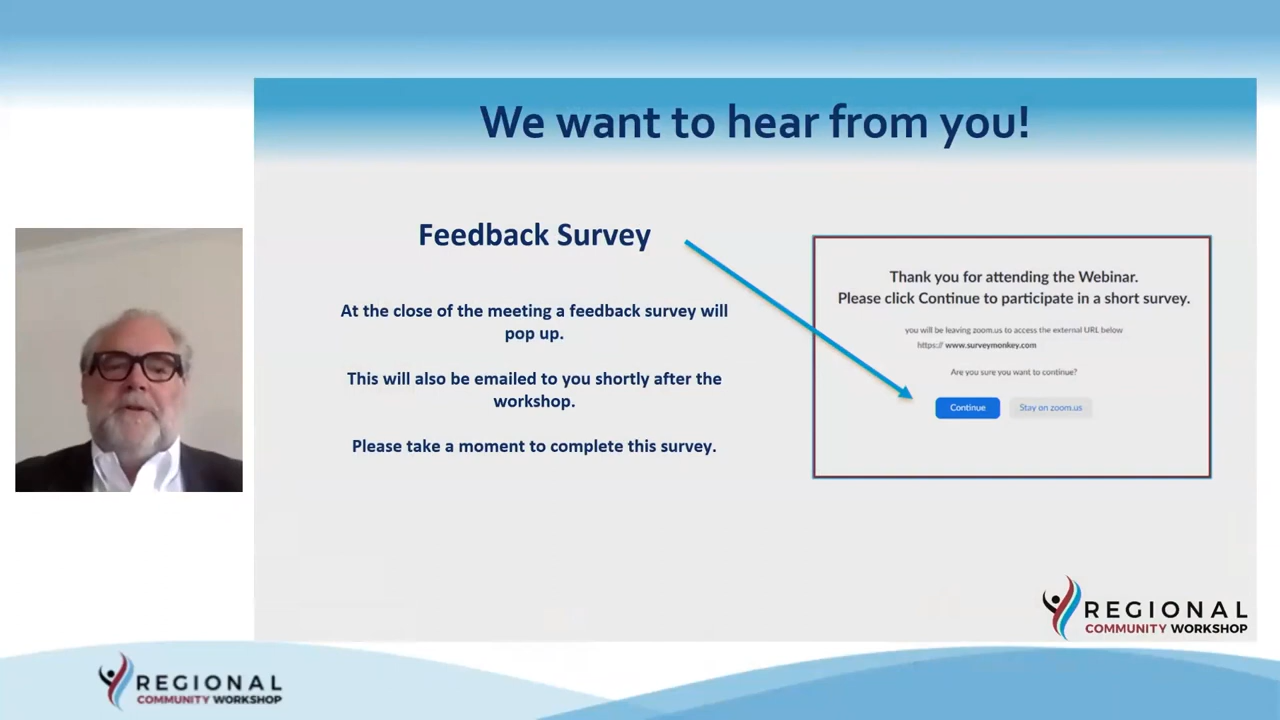 We want to hear from you!
Feedback Survey
At the close of the meeting a feedback survey will
pop up.
This will also be emailed to you shortly after the
workshop.
Please take a moment to complete this survey.
Thank you for attending the Webinar.
Please click Continue to participate in a short survey.
you will be leaving zoom.us to access the external URL below
https:// www.surveymonkey.com
Are you sure you want to continue?
Continue
Stay on zoom.us
REGIONAL
COMMUNITY WORKSHOP
REGIONAL
COMMUNITY WORKSHOP